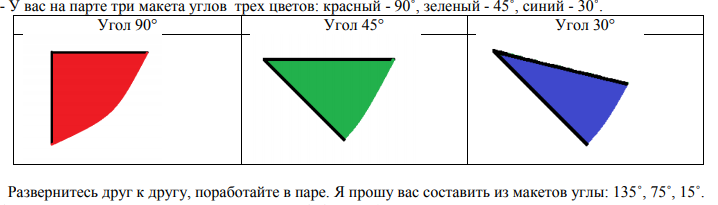 - У вас на парте три макета углов трех цветов: красный - 90˚, зеленый - 45˚, синий - 30˚.
Угол 90° Угол 45° Угол 30°
Развернитесь друг к другу, поработайте в паре. Я прошу вас составить из макетов углы: 135˚, 75˚, 15˚.